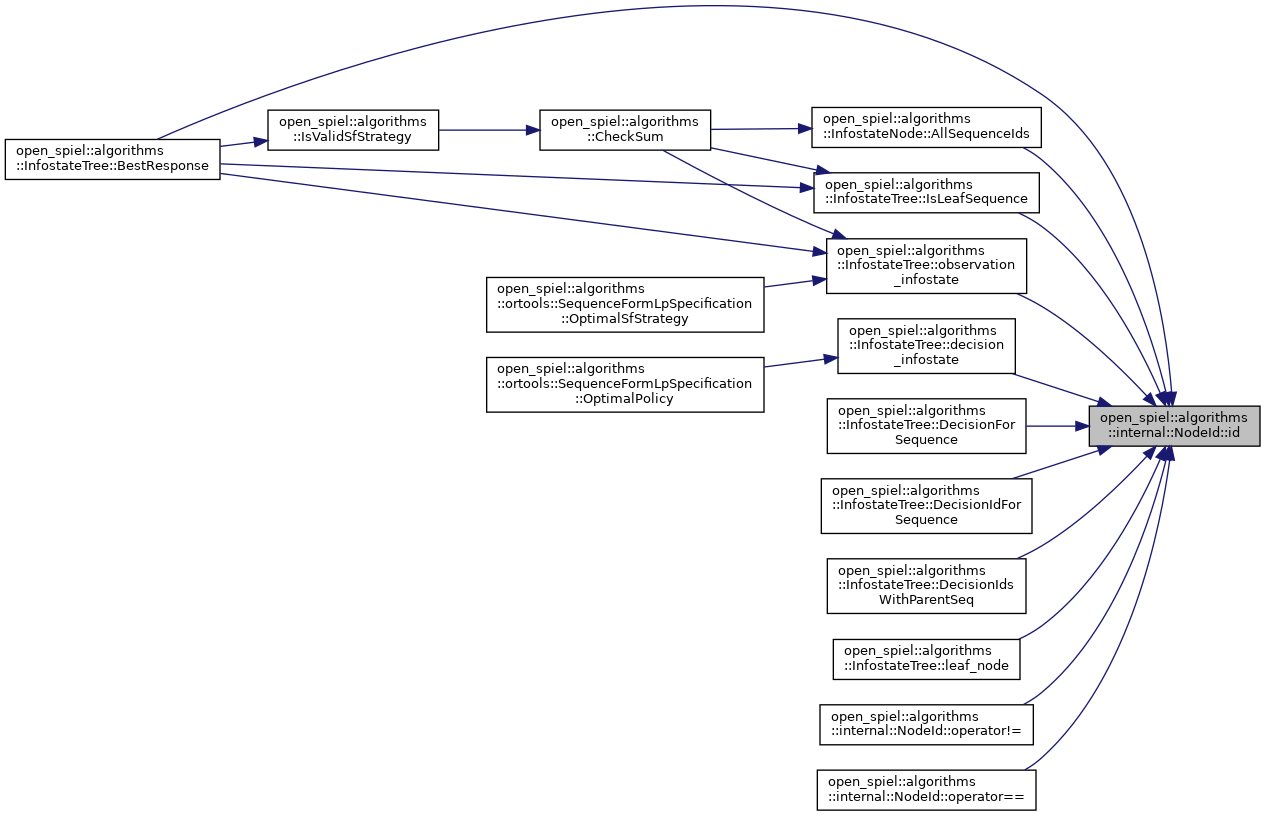 open_spiel::algorithms
::InfostateTree::BestResponse
open_spiel::algorithms
::IsValidSfStrategy
open_spiel::algorithms
::CheckSum
open_spiel::algorithms
::InfostateNode::AllSequenceIds
open_spiel::algorithms
::InfostateTree::IsLeafSequence
open_spiel::algorithms
::InfostateTree::observation
_infostate
open_spiel::algorithms
::ortools::SequenceFormLpSpecification
::OptimalSfStrategy
open_spiel::algorithms
::InfostateTree::decision
_infostate
open_spiel::algorithms
::ortools::SequenceFormLpSpecification
::OptimalPolicy
open_spiel::algorithms
::InfostateTree::DecisionFor
Sequence
open_spiel::algorithms
::internal::NodeId::id
open_spiel::algorithms
::InfostateTree::DecisionIdFor
Sequence
open_spiel::algorithms
::InfostateTree::DecisionIds
WithParentSeq
open_spiel::algorithms
::InfostateTree::leaf_node
open_spiel::algorithms
::internal::NodeId::operator!=
open_spiel::algorithms
::internal::NodeId::operator==